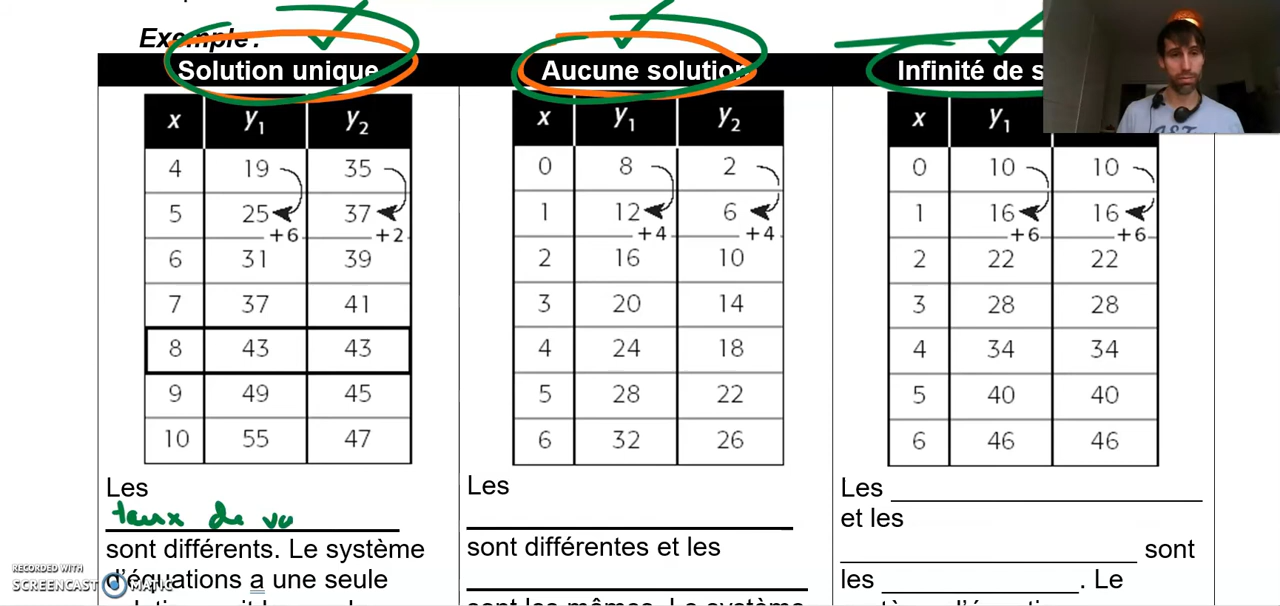 Exemple :
Solution unique
Aucune solution
Infinité de s
x y₁ y₂
4 19 35
5 25 37
+6 +2
6 31 39
7 37 41
8 43 43
9 49 45
10 55 47
Les
taux de va
sont différents. Le système
d'équations a une seule
x y₁ y₂
0 8 2
1 12 6
+4 +4
2 16 10
3 20 14
4 24 18
5 28 22
6 32 26
Les
sont différentes et les
sont les mêmes. Le système
x y₁
0 10 10
1 16 16
+6 +6
2 22 22
3 28 28
4 34 34
5 40 40
6 46 46
Les
et les
sont
les . Le
RECORDED WITH
SCREENCAST MATIC